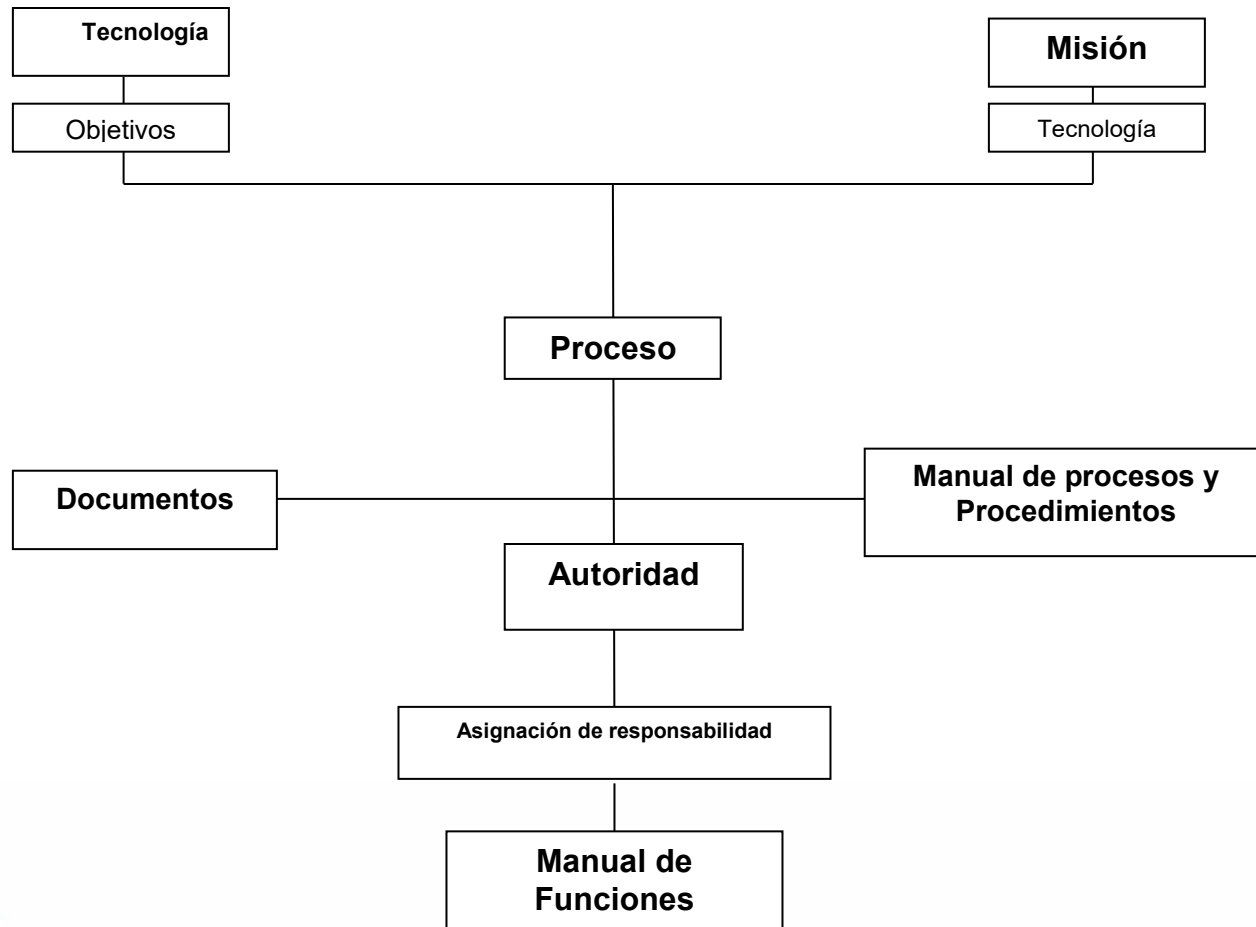 Tecnología
Misión
Objetivos
Tecnología
Proceso
Documentos
Manual de procesos y
Procedimientos
Autoridad
Asignación de responsabilidad
Manual de
Funciones